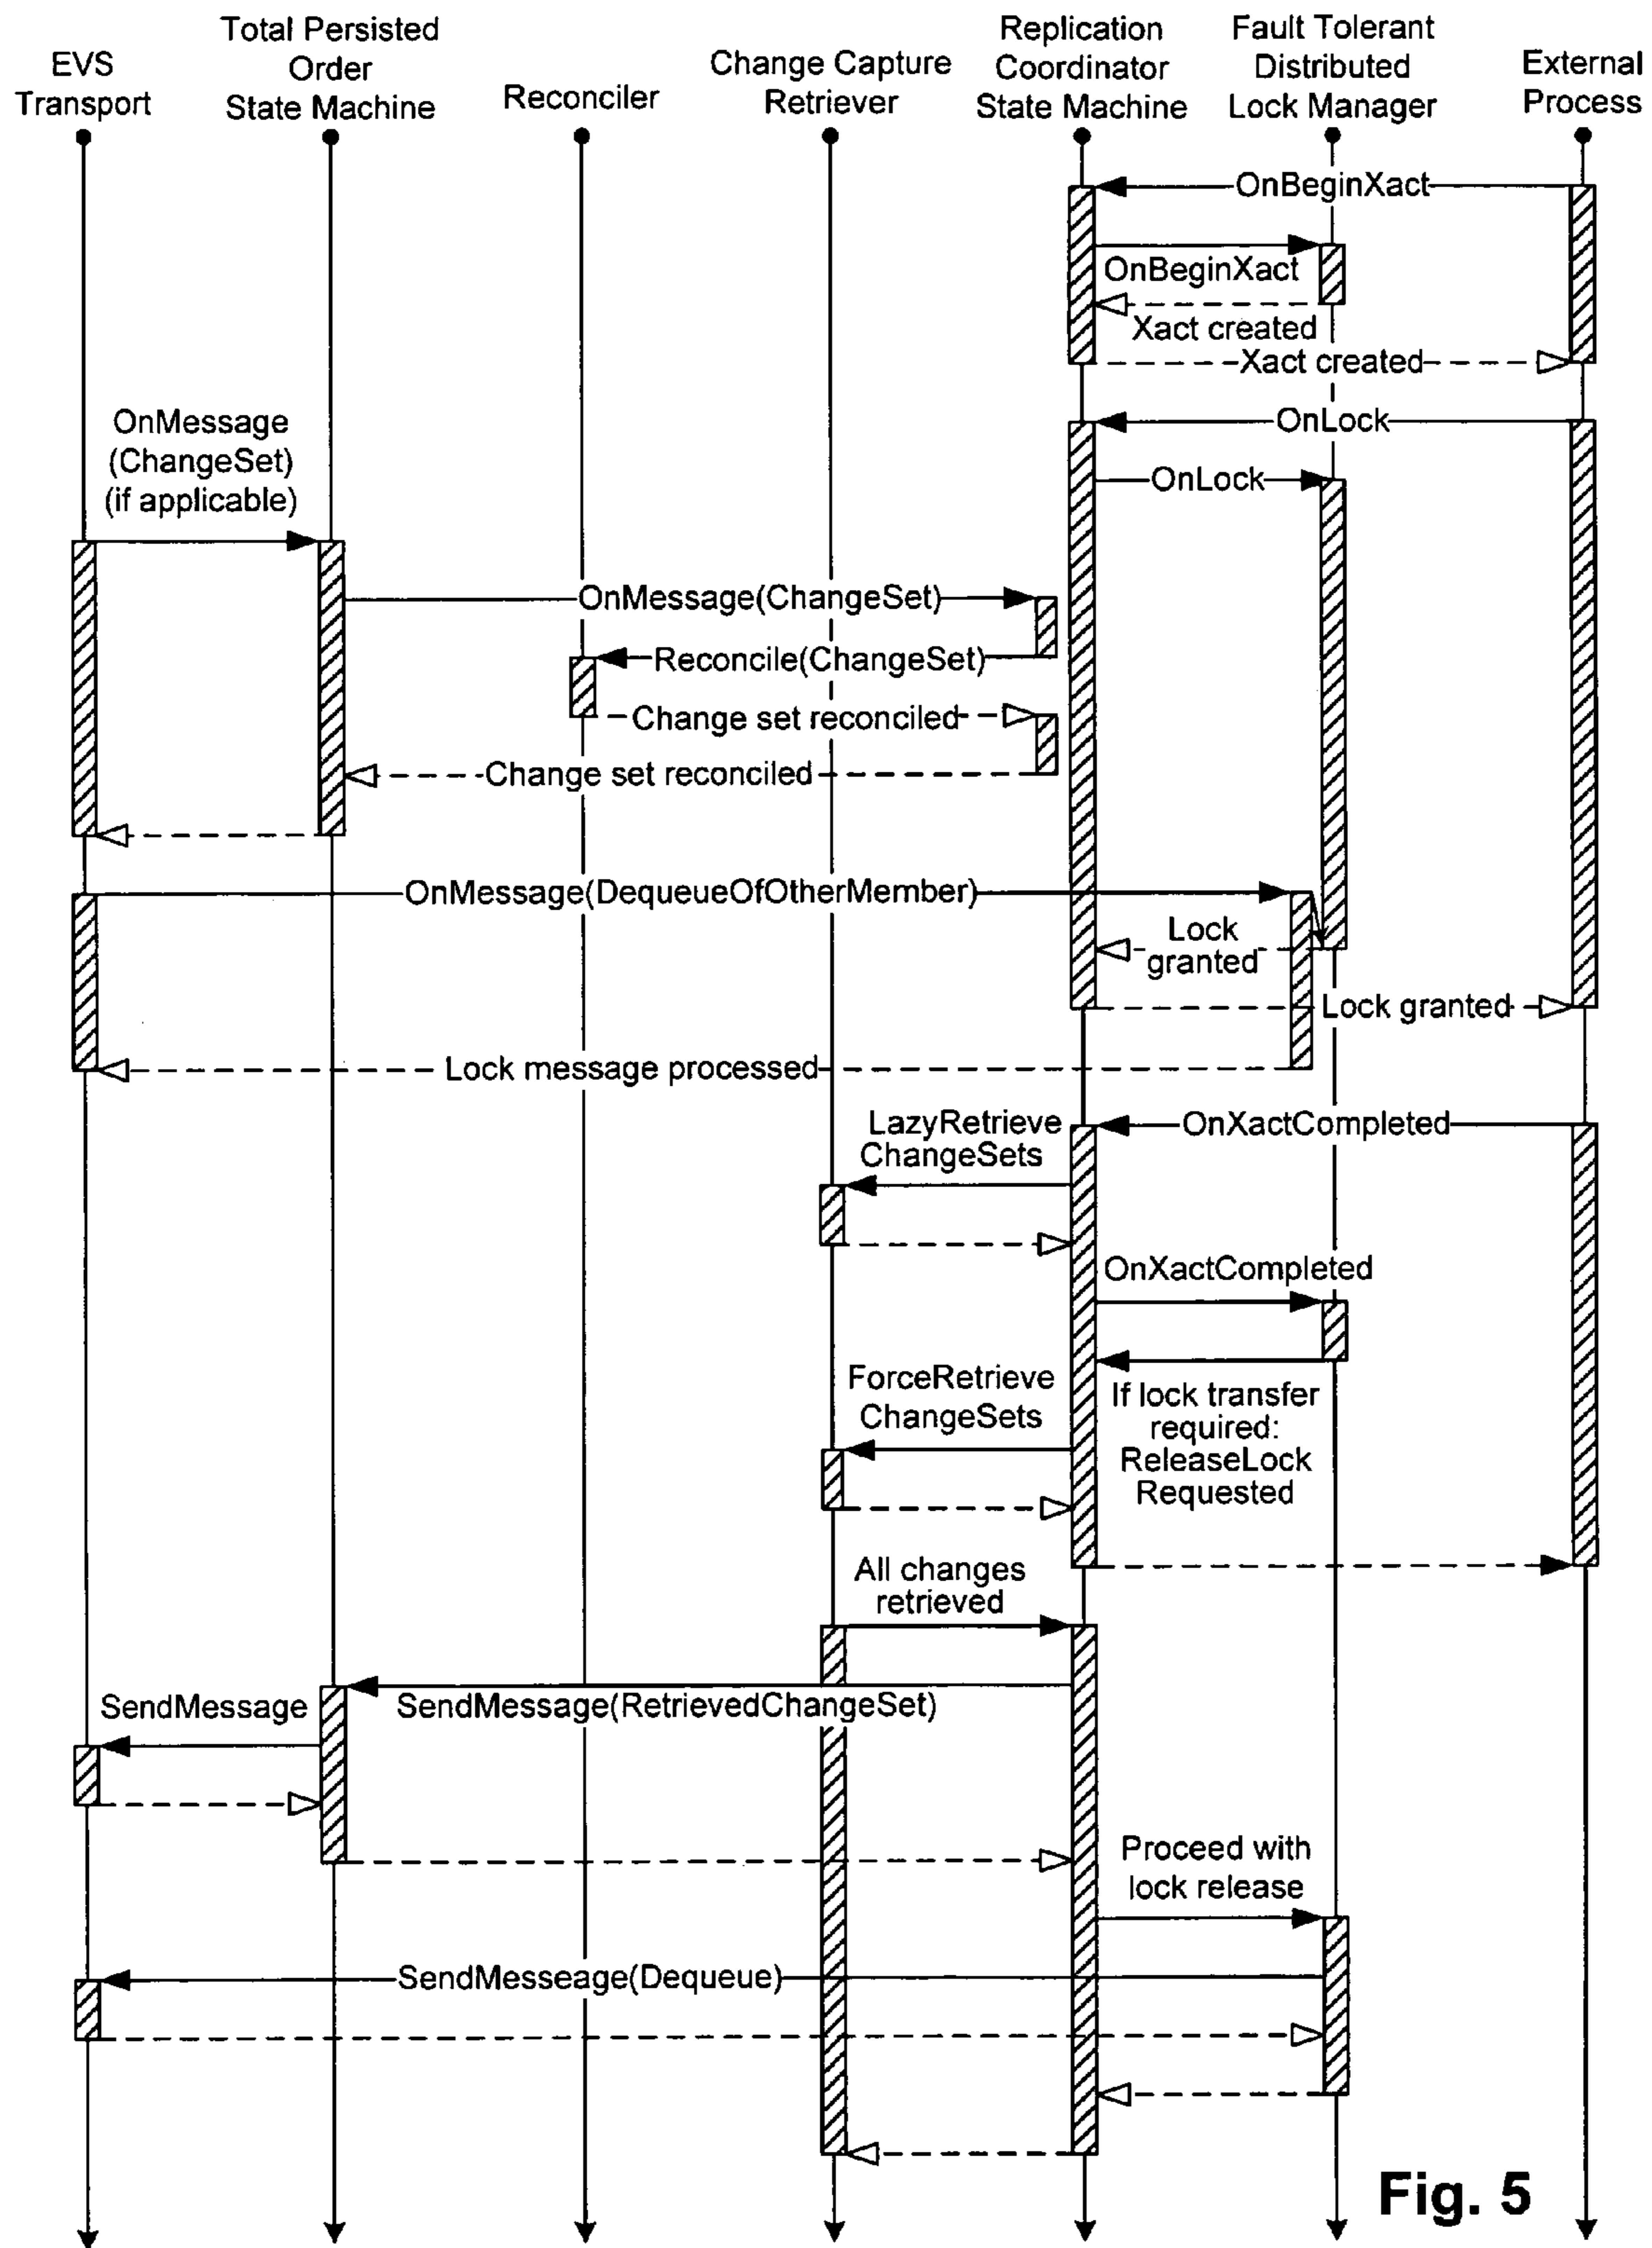 EVS
Transport
Total Persisted
Order
State Machine
Reconciler
Change Capture
Retriever
Replication
Coordinator
State Machine
Fault Tolerant
Distributed
Lock Manager
External
Process
OnBeginXact
OnBeginXact
Xact created
Xact created
OnMessage
(ChangeSet)
(if applicable)
OnLock
OnLock
OnMessage(ChangeSet)
Reconcile(ChangeSet)
Change set reconciled
Change set reconciled
OnMessage(DequeueOfOtherMember)
Lock
granted
Lock granted
Lock message processed
OnXactCompleted
LazyRetrieve
ChangeSets
OnXactCompleted
If lock transfer
required:
ReleaseLock
Requested
ForceRetrieve
ChangeSets
All changes
retrieved
SendMessage(RetrievedChangeSet)
SendMessage
Proceed with
lock release
SendMesseage(Dequeue)
Fig. 5